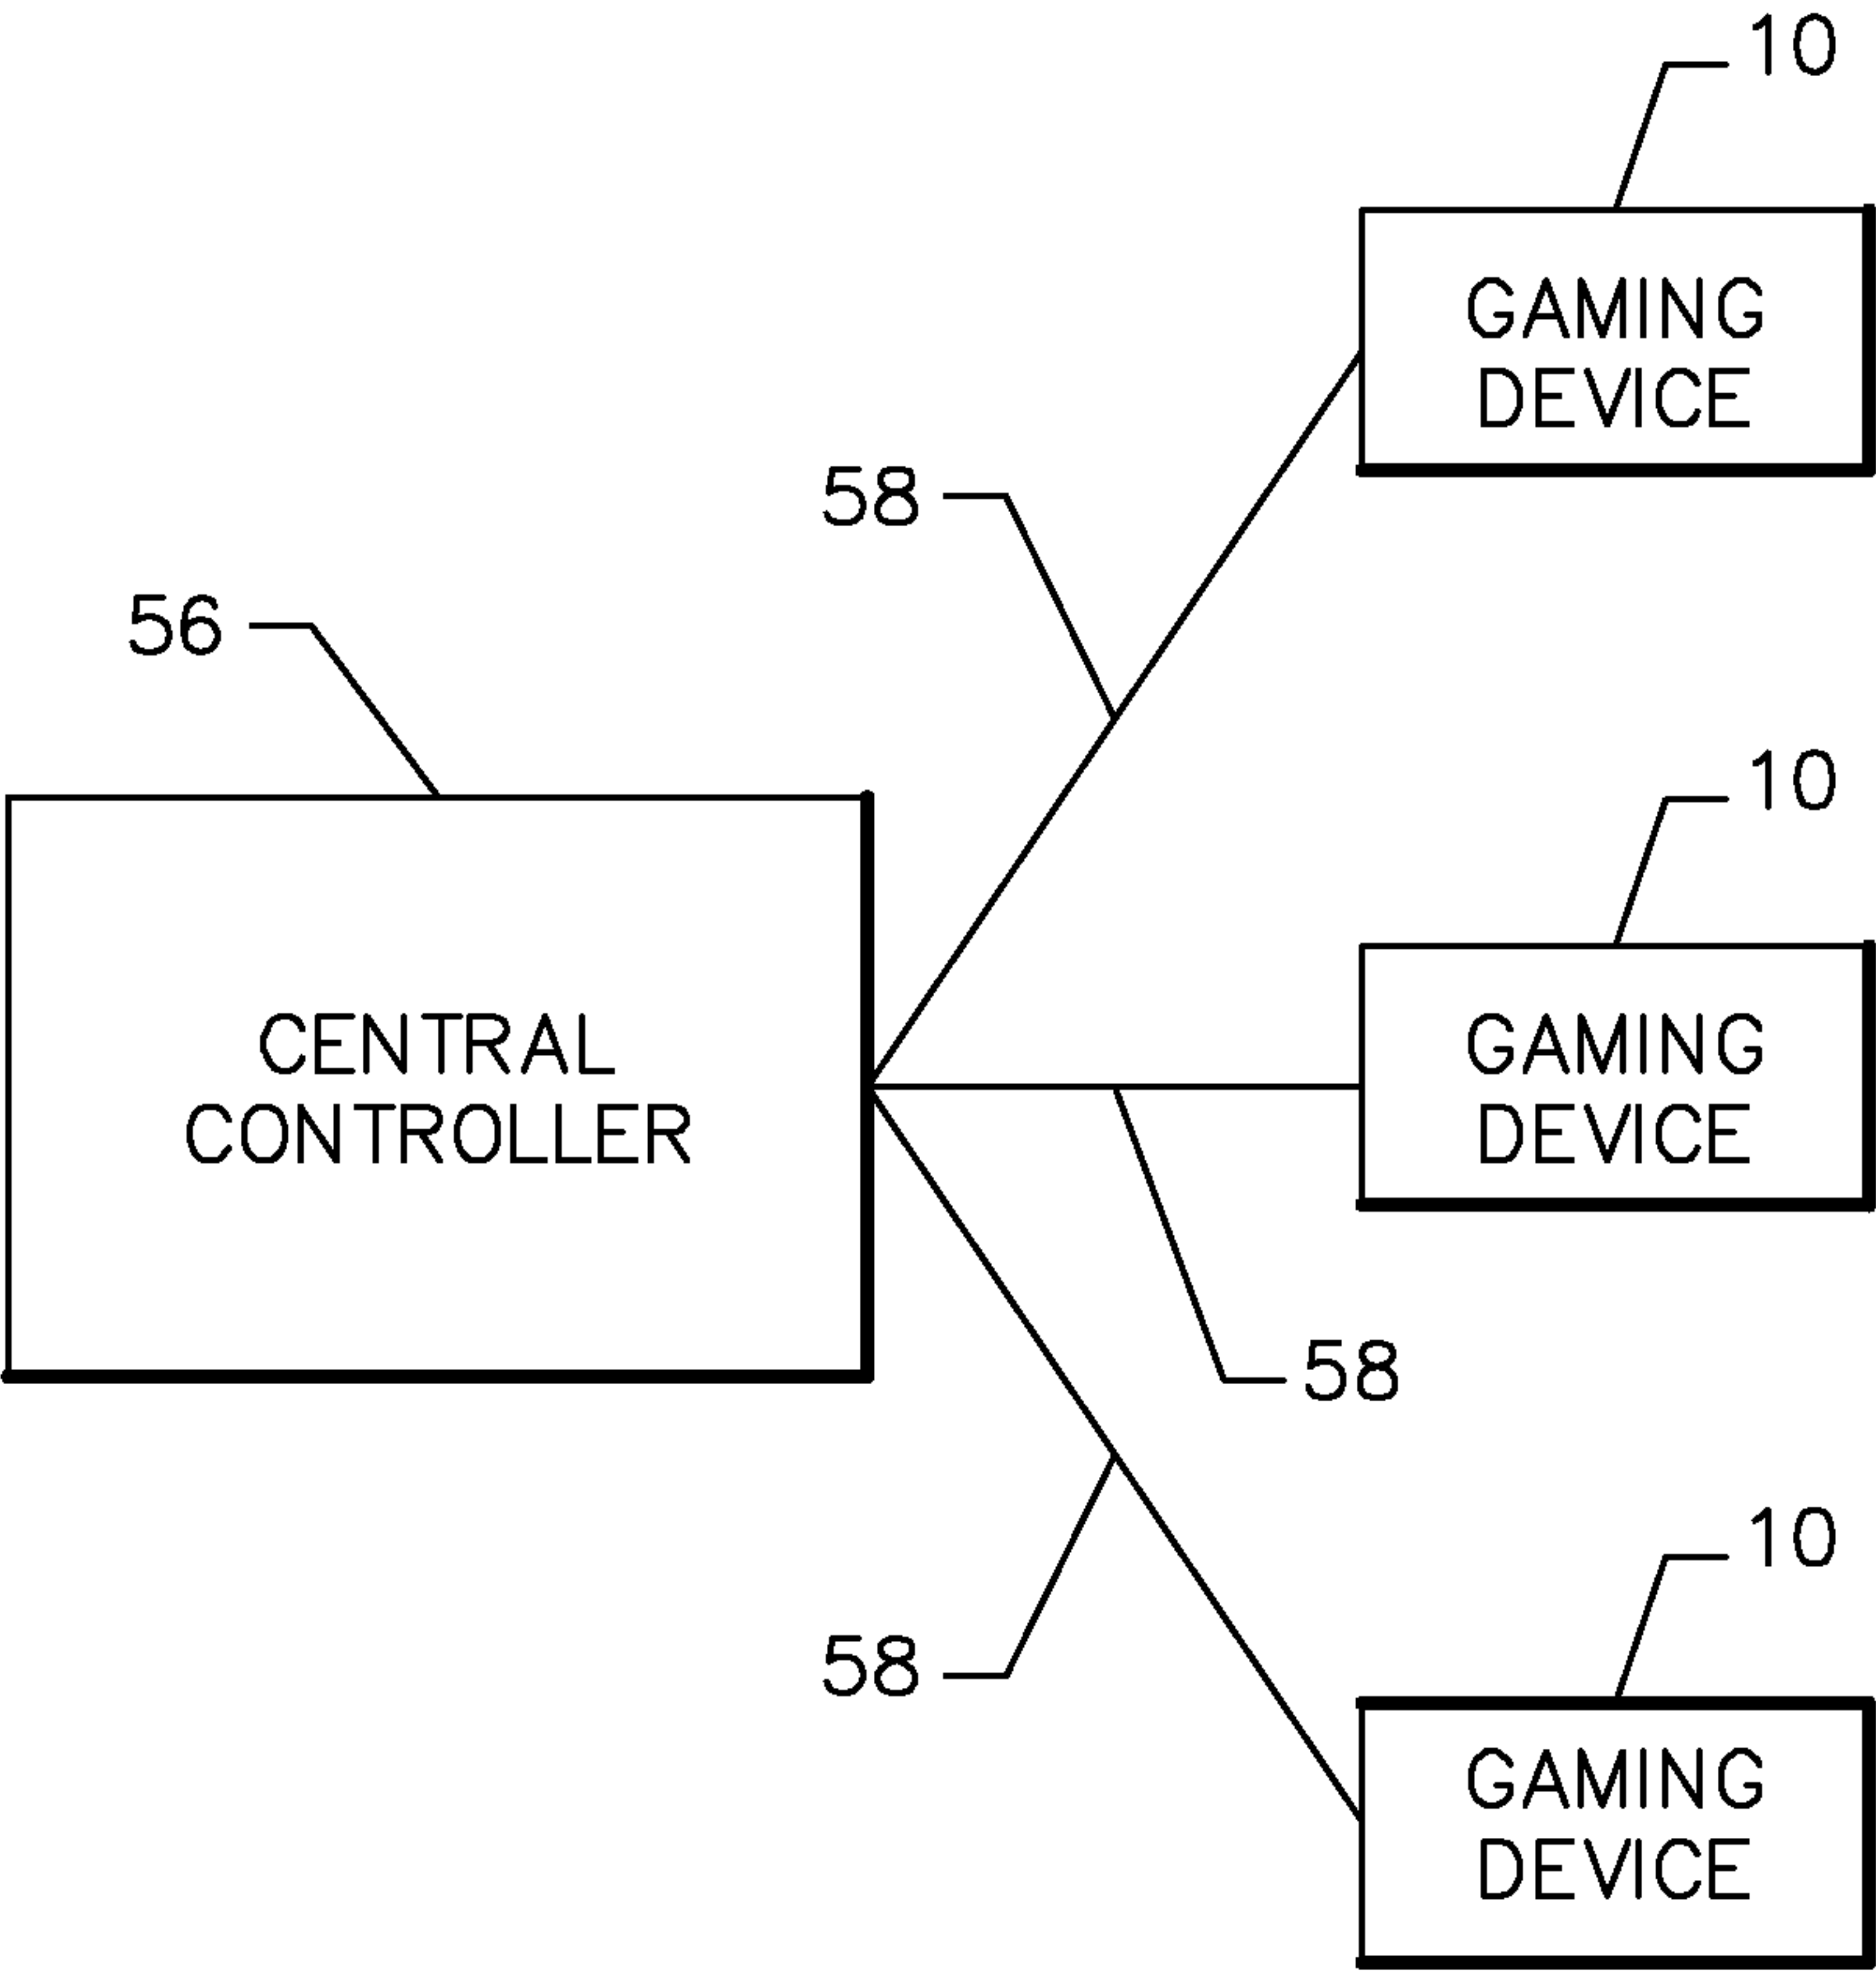 10
GAMING
DEVICE
58
56
10
CENTRAL
CONTROLLER
GAMING
DEVICE
58
10
58
GAMING
DEVICE